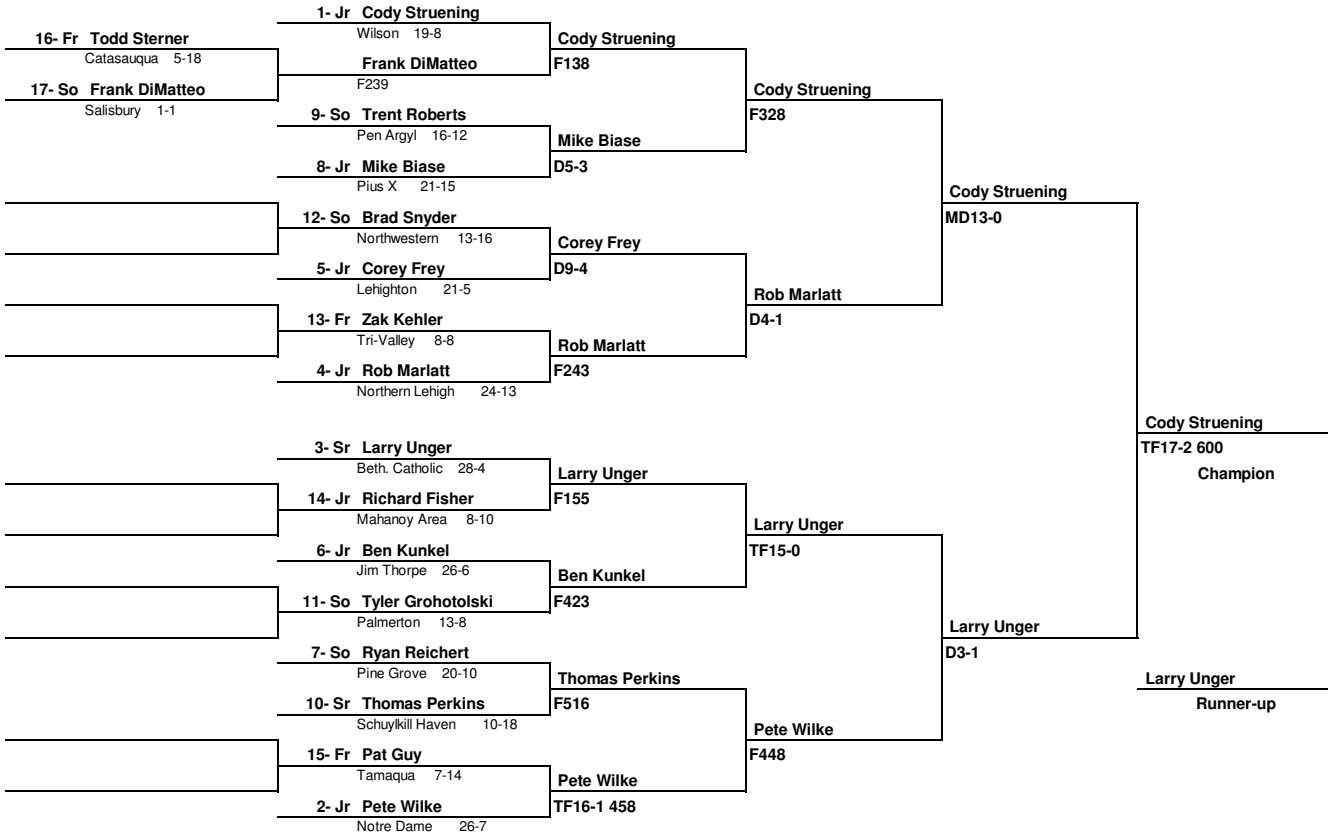 16- Fr Todd Sterner
Catasauqua 5-18
17- So Frank DiMatteo
Salisbury 1-1
1- Jr Cody Struening
Wilson 19-8
Frank DiMatteo
F239
9- So Trent Roberts
Pen Argyl 16-12
8- Jr Mike Biase
Pius X 21-15
12- So Brad Snyder
Northwestern 13-16
5- Jr Corey Frey
Lehighton 21-5
13- Fr Zak Kehler
Tri-Valley 8-8
4- Jr Rob Marlatt
Northern Lehigh 24-13
3- Sr Larry Unger
Beth. Catholic 28-4
14- Jr Richard Fisher
Mahanoy Area 8-10
6- Jr Ben Kunkel
Jim Thorpe 26-6
11- So Tyler Grohotolski
Palmerton 13-8
7- So Ryan Reichert
Pine Grove 20-10
10- Sr Thomas Perkins
Schuylkill Haven 10-18
15- Fr Pat Guy
Tamaqua 7-14
2- Jr Pete Wilke
Notre Dame 26-7
Cody Struening
F138
Mike Biase
D5-3
Corey Frey
D9-4
Rob Marlatt
F243
Larry Unger
F155
Ben Kunkel
F423
Thomas Perkins
F516
Pete Wilke
TF16-1 458
Cody Struening
F328
Rob Marlatt
D4-1
Larry Unger
TF15-0
Pete Wilke
F448
Cody Struening
MD13-0
Larry Unger
D3-1
Cody Struening
TF17-2 600
Champion
Larry Unger
Runner-up